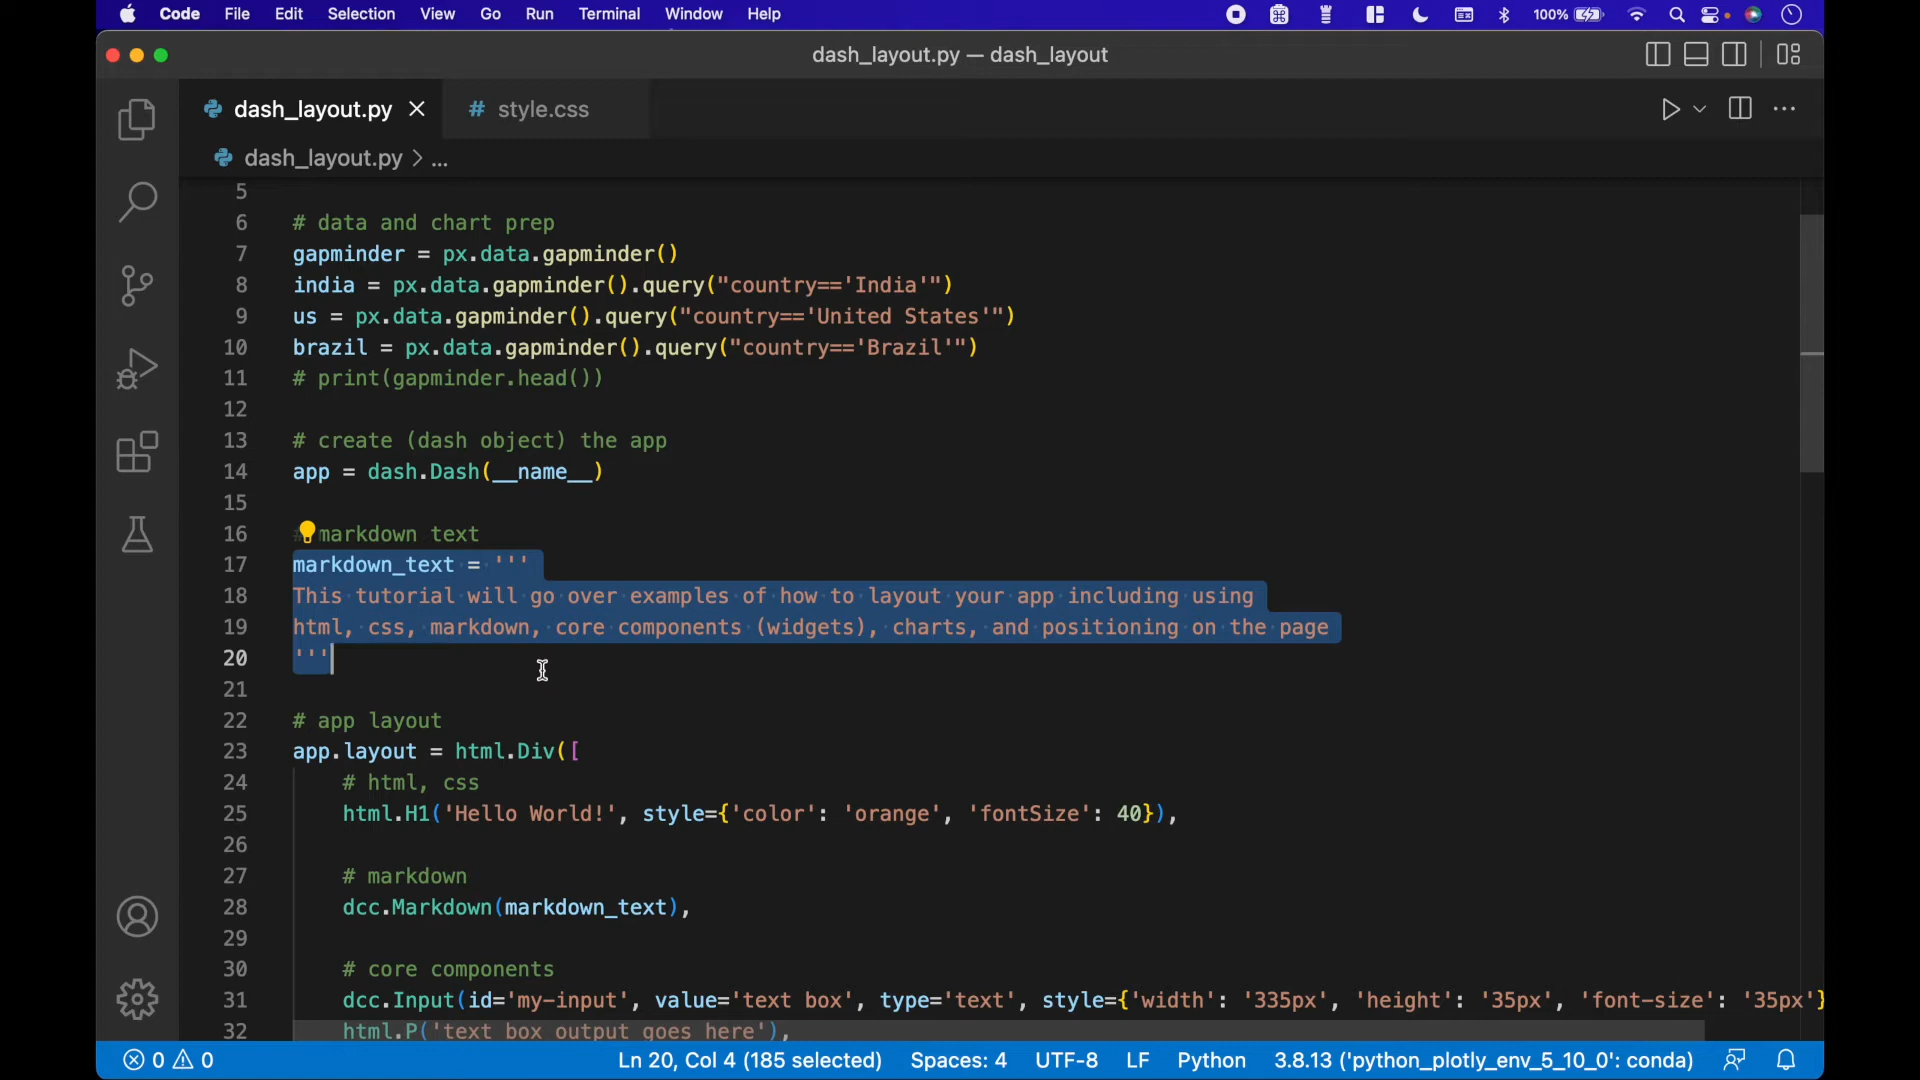 Code File Edit Selection View Go Run Terminal Window Help 100%
dash_layout.py — dash_layout
dash_layout.py # style.css
dash_layout.py > ...
5
6 # data and chart prep
7 gapminder = px.data.gapminder()
8 india = px.data.gapminder().query("country=='India'")
9 us = px.data.gapminder().query("country=='United States'")
10 brazil = px.data.gapminder().query("country=='Brazil'")
11 # print(gapminder.head())
12
13 # create (dash object) the app
14 app = dash.Dash(__name__)
15
16 # markdown text
17 markdown_text = '''
18 This tutorial will go over examples of how to layout your app including using
19 html, css, markdown, core components (widgets), charts, and positioning on the page
20 '''
21
22 # app layout
23 app.layout = html.Div([
24 # html, css
25 html.H1('Hello World!', style={'color': 'orange', 'fontSize': 40}),
26
27 # markdown
28 dcc.Markdown(markdown_text),
29
30 # core components
31 dcc.Input(id='my-input', value='text box', type='text', style={'width': '335px', 'height': '35px', 'font-size': '35px'}
32 html.P('text box output goes here'),
0 0 Ln 20, Col 4 (185 selected) Spaces: 4 UTF-8 LF Python 3.8.13 ('python_plotly_env_5_10_0': conda)